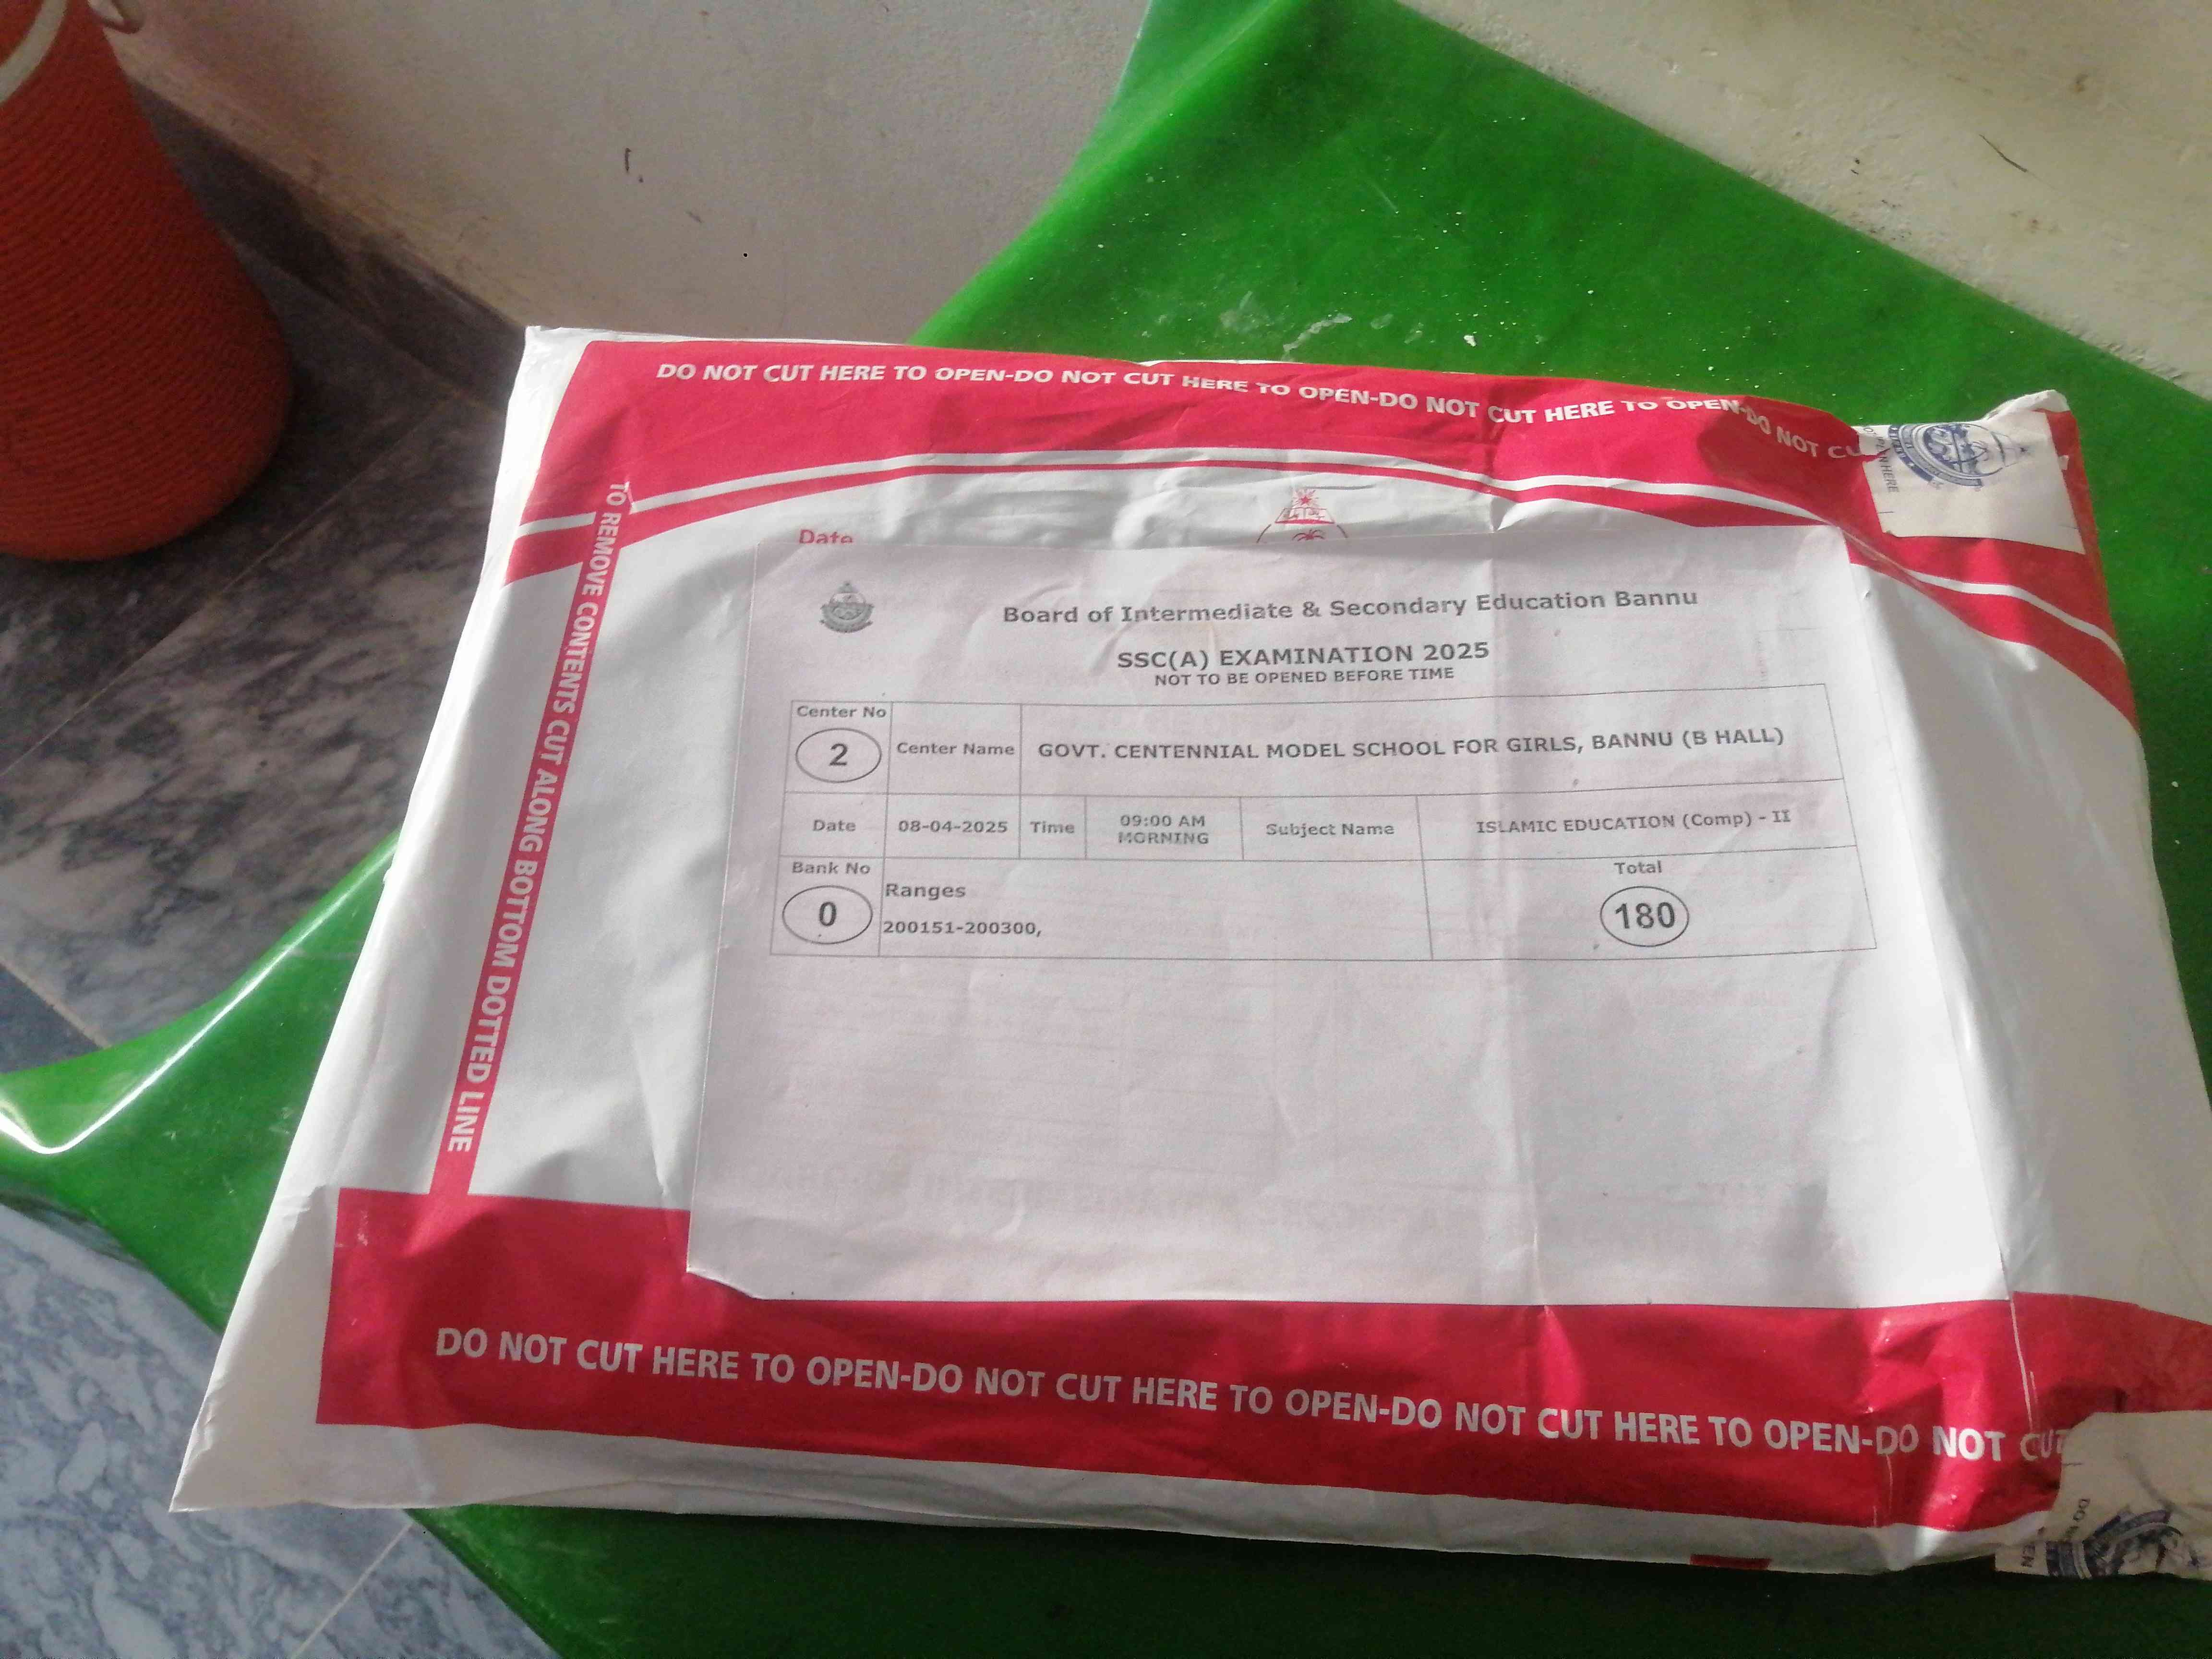 DO NOT CUT HERE TO OPEN-DO NOT CUT HERE TO OPEN-DO NOT CUT HERE TO OPEN-DO NOT CU
TO REMOVE CONTENTS CUT ALONG BOTTOM DOTTED LINE
Date
Board of Intermediate & Secondary Education Bannu
SSC(A) EXAMINATION 2025
NOT TO BE OPENED BEFORE TIME
Center No
2
Center Name
GOVT. CENTENNIAL MODEL SCHOOL FOR GIRLS, BANNU (B HALL)
Date 08-04-2025 Time 09:00 AM MORNING Subject Name ISLAMIC EDUCATION (Comp) - II
Bank No
0
Ranges
200151-200300,
Total
180
DO NOT CUT HERE TO OPEN-DO NOT CUT HERE TO OPEN-DO NOT CUT HERE TO OPEN-DO NOT CUT